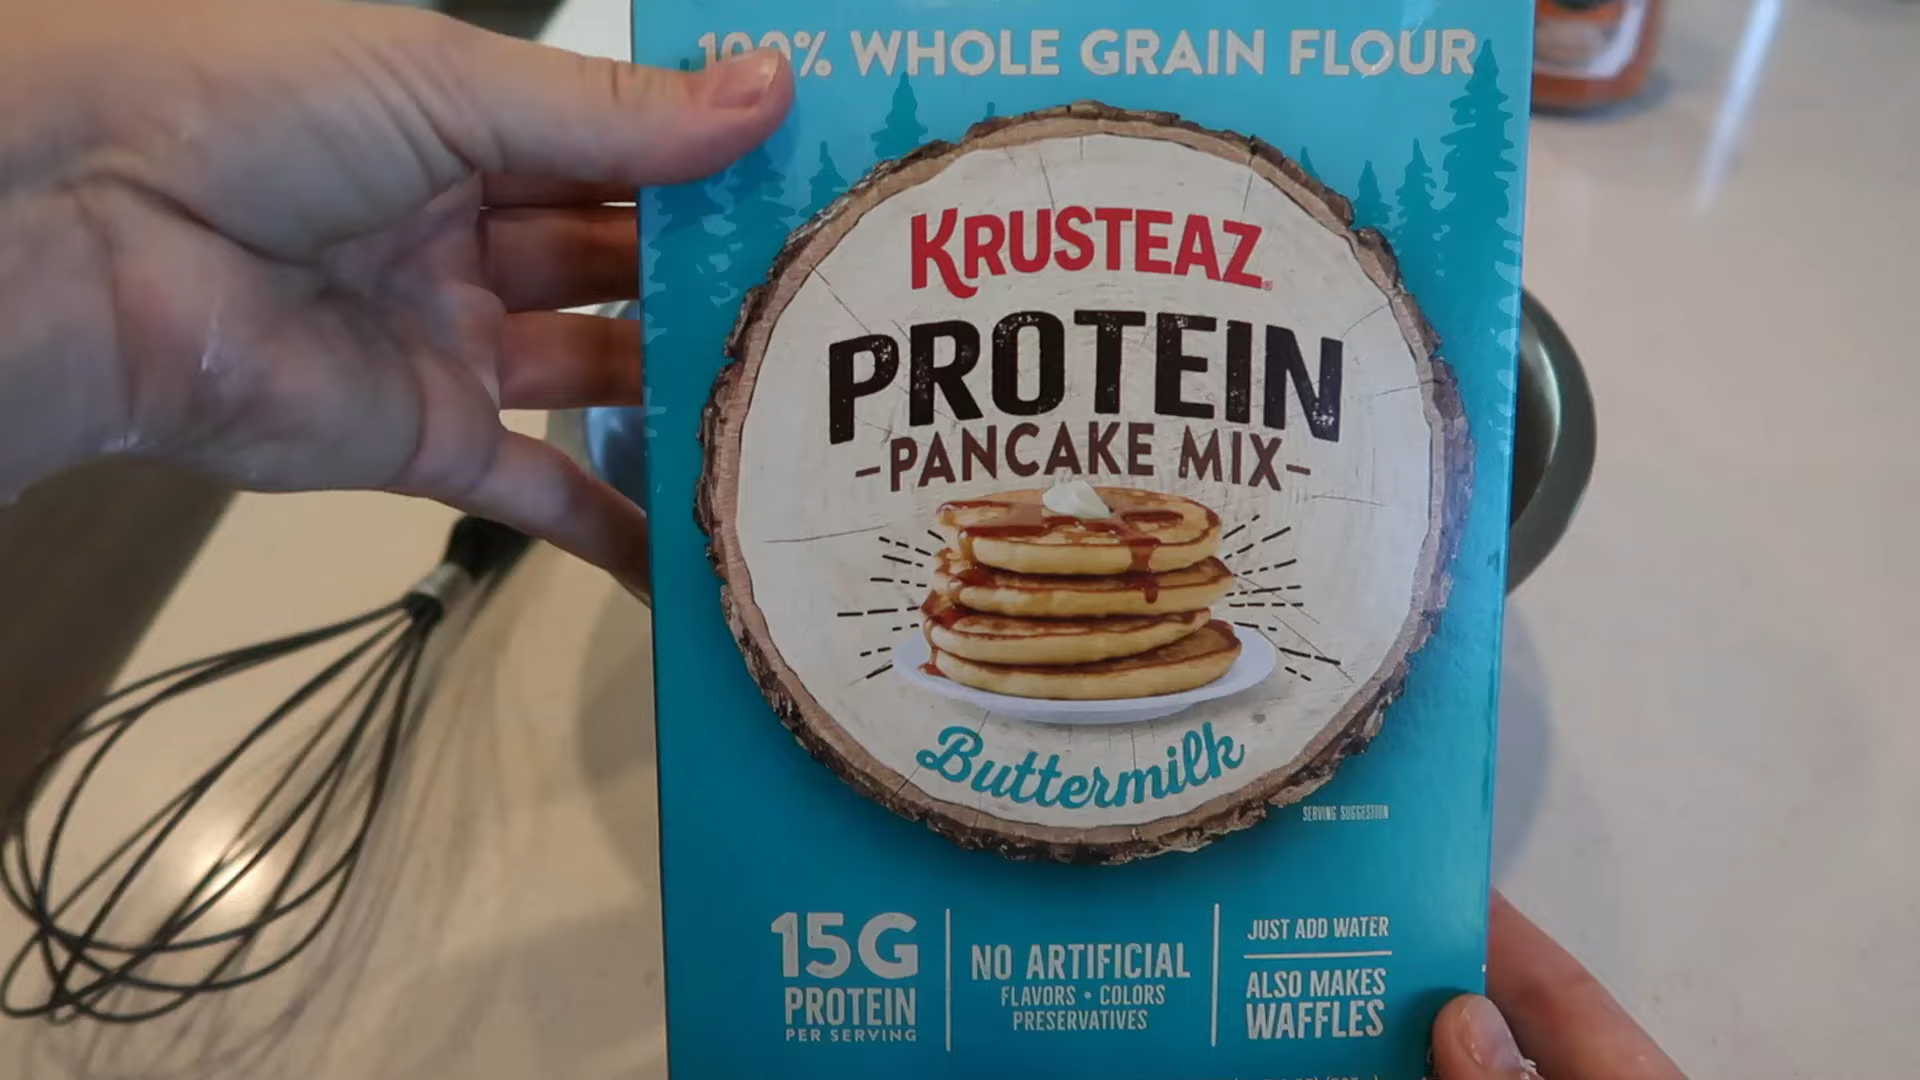 100% WHOLE GRAIN FLOUR
KRUSTEAZ®
PROTEIN
-PANCAKE MIX-
Buttermilk
SERVING SUGGESTION
15G
PROTEIN
PER SERVING
NO ARTIFICIAL
FLAVORS • COLORS
PRESERVATIVES
JUST ADD WATER
ALSO MAKES
WAFFLES